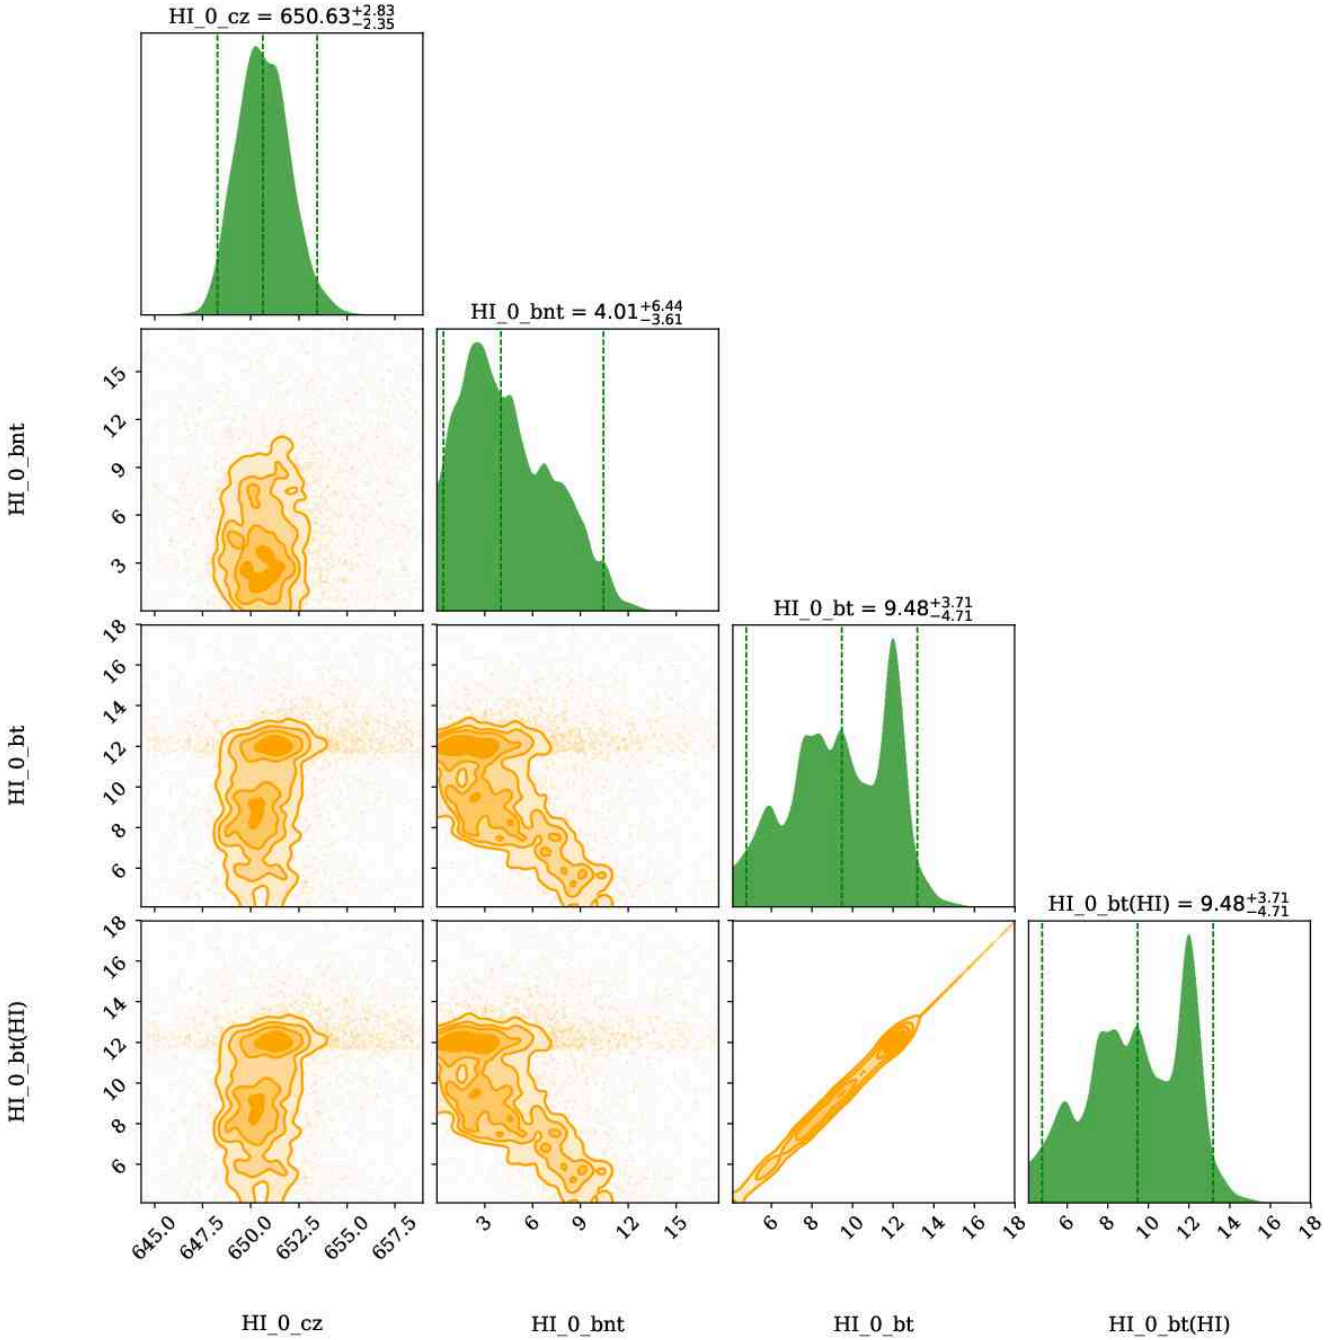 HI_0_cz = 650.63+2.83−2.35
HI_0_bnt = 4.01+6.44−3.61
HI_0_bnt
15
12
9
6
3
HI_0_bt = 9.48+3.71−4.71
HI_0_bt
18
16
14
12
10
8
6
HI_0_bt(HI) = 9.48+3.71−4.71
HI_0_bt(HI)
18
16
14
12
10
8
6
645.0 647.5 650.0 652.5 655.0 657.5
3 6 9 12 15
6 8 10 12 14 16 18
6 8 10 12 14 16 18
HI_0_cz HI_0_bnt HI_0_bt HI_0_bt(HI)